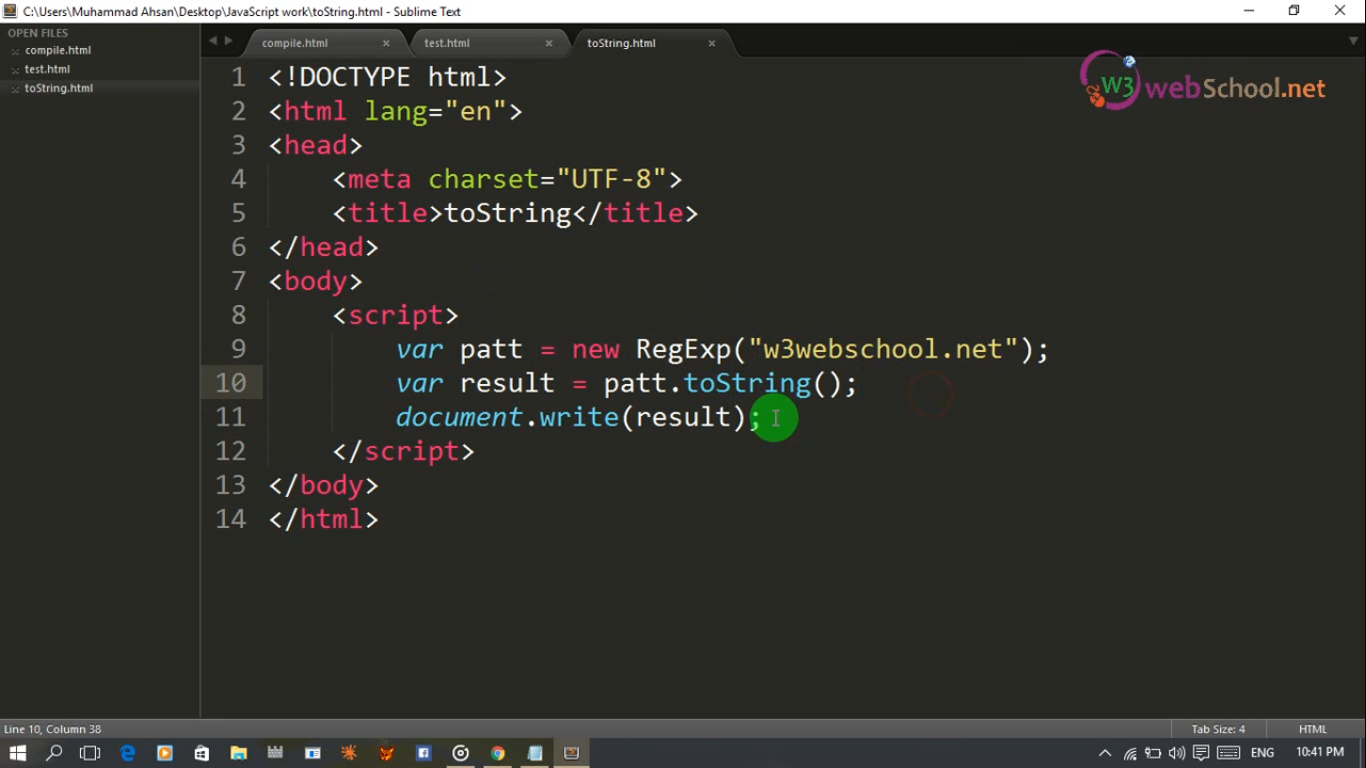 C:\Users\Muhammad Ahsan\Desktop\JavaScript work\toString.html - Sublime Text
OPEN FILES
compile.html
test.html
toString.html
compile.html test.html toString.html
W3 webSchool.net
1 <!DOCTYPE html>
2 <html lang="en">
3 <head>
4 <meta charset="UTF-8">
5 <title>toString</title>
6 </head>
7 <body>
8 <script>
9 var patt = new RegExp("w3webschool.net");
10 var result = patt.toString();
11 document.write(result);
12 </script>
13 </body>
14 </html>
Line 10, Column 38 Tab Size: 4 HTML
ENG 10:41 PM